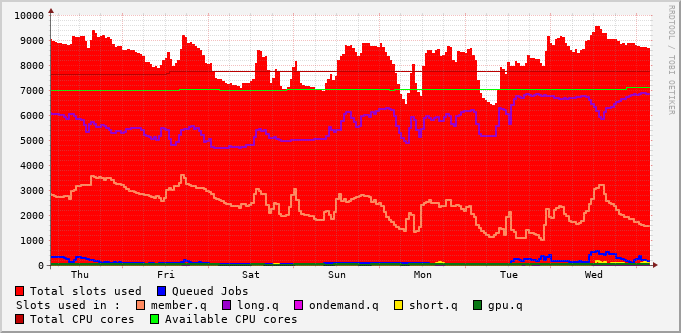 RRDTOOL / TOBI OETIKER
10000
9000
8000
7000
6000
5000
4000
3000
2000
1000
0
Thu Fri Sat Sun Mon Tue Wed
Total slots used Queued Jobs
Slots used in : member.q long.q ondemand.q short.q gpu.q
Total CPU cores Available CPU cores